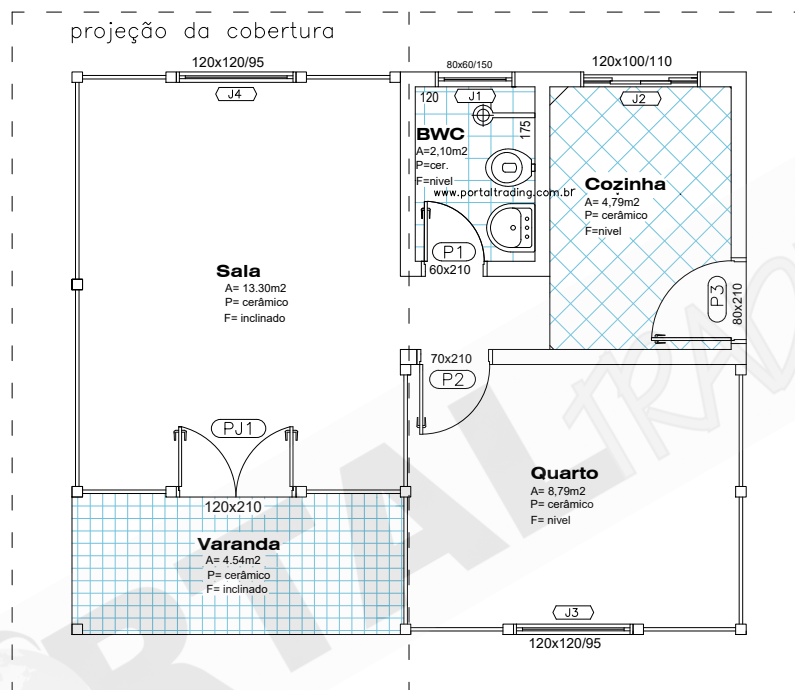 projeção da cobertura
120x120/95
J4
80x60/150
120
J1
175
120x100/110
J2
BWC
A=2,10m2
P=cer.
F=nivel
www.portaltrading.com.br
Cozinha
A= 4,79m2
P= cerâmico
F=nivel
P1
60x210
Sala
A= 13.30m2
P= cerâmico
F= inclinado
P3
80x210
70x210
P2
PJ1
120x210
Quarto
A= 8,79m2
P= cerâmico
F= nivel
Varanda
A= 4.54m2
P= cerâmico
F= inclinado
J3
120x120/95
PORTAL
TRAD